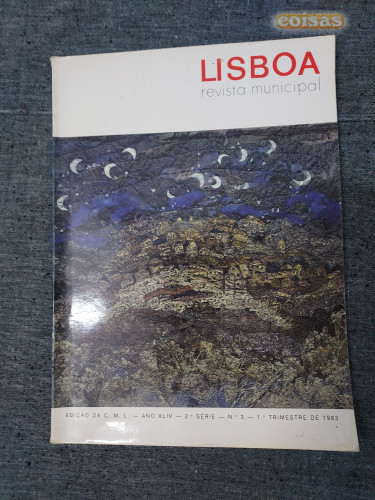 coisas
LISBOA
revista municipal
EDIÇÃO DA C. M. L. — ANO XLIV — 2.ª SÉRIE — N.º 3 — 1.º TRIMESTRE DE 1983